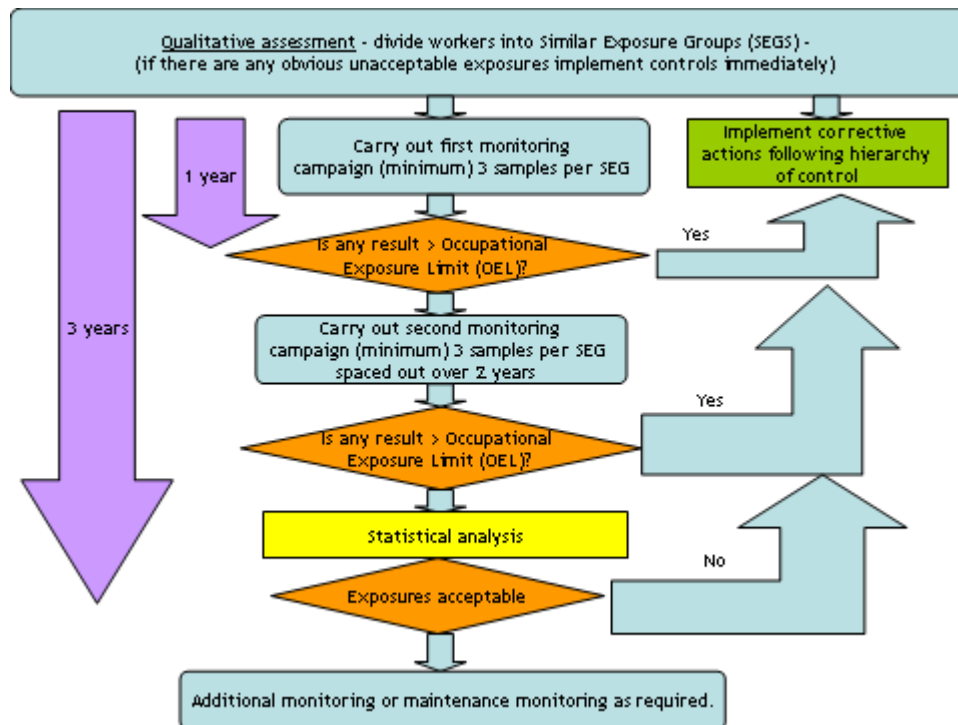 Qualitative assessment - divide workers into Similar Exposure Groups (SEGS) -
(if there are any obvious unacceptable exposures implement controls immediately)
1 year
3 years
Carry out first monitoring
campaign (minimum) 3 samples per SEG
Implement corrective
actions following hierarchy
of control
Is any result > Occupational
Exposure Limit (OEL)?
Yes
Carry out second monitoring
campaign (minimum) 3 samples per SEG
spaced out over 2 years
Is any result > Occupational
Exposure Limit (OEL)?
Yes
Statistical analysis
Exposures acceptable
No
Additional monitoring or maintenance monitoring as required.